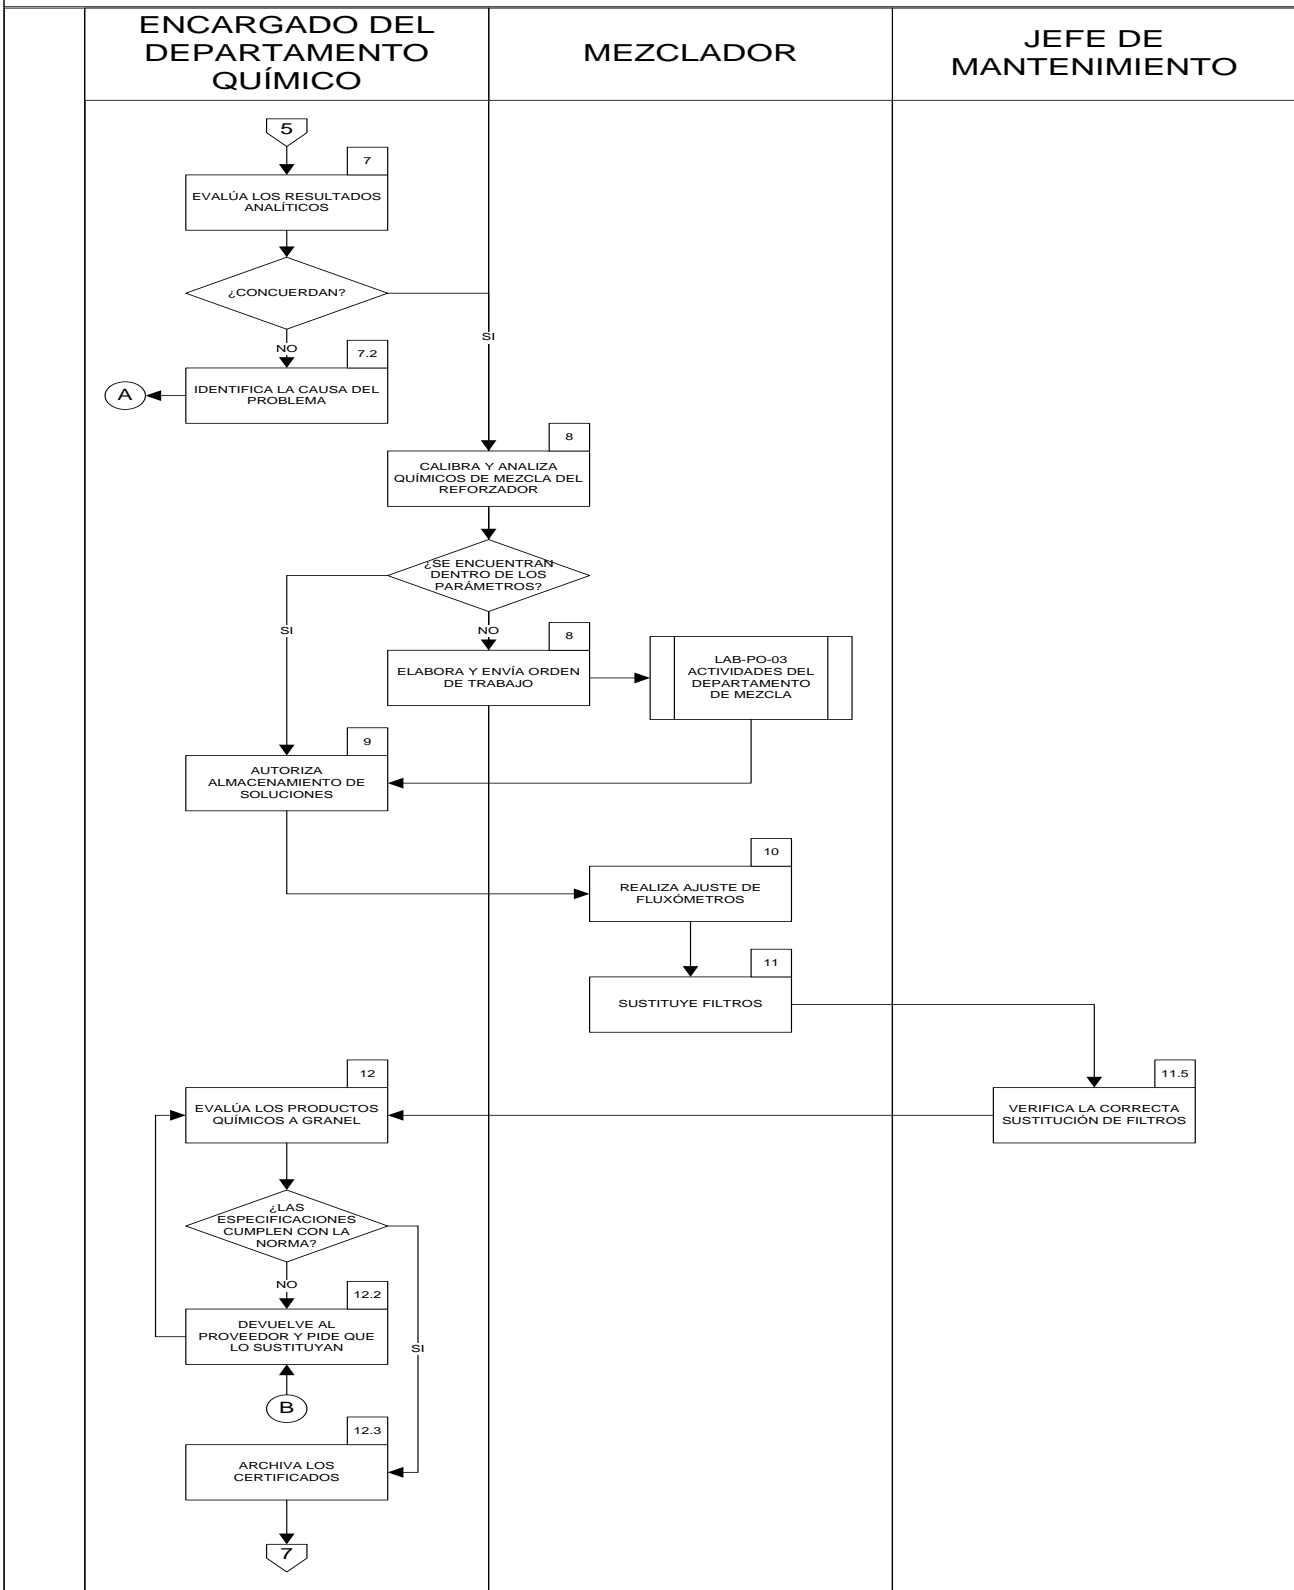 ENCARGADO DEL
DEPARTAMENTO
QUÍMICO
MEZCLADOR
JEFE DE
MANTENIMIENTO
5
7
EVALÚA LOS RESULTADOS
ANALÍTICOS
¿CONCUERDAN?
SI
NO
7.2
IDENTIFICA LA CAUSA DEL
PROBLEMA
A
8
CALIBRA Y ANALIZA
QUÍMICOS DE MEZCLA DEL
REFORZADOR
¿SE ENCUENTRAN
DENTRO DE LOS
PARÁMETROS?
SI
NO
8
ELABORA Y ENVÍA ORDEN
DE TRABAJO
LAB-PO-03
ACTIVIDADES DEL
DEPARTAMENTO
DE MEZCLA
9
AUTORIZA
ALMACENAMIENTO DE
SOLUCIONES
10
REALIZA AJUSTE DE
FLUXÓMETROS
11
SUSTITUYE FILTROS
11.5
VERIFICA LA CORRECTA
SUSTITUCIÓN DE FILTROS
12
EVALÚA LOS PRODUCTOS
QUÍMICOS A GRANEL
¿LAS
ESPECIFICACIONES
CUMPLEN CON LA
NORMA?
NO
12.2
DEVUELVE AL
PROVEEDOR Y PIDE QUE
LO SUSTITUYAN
SI
B
12.3
ARCHIVA LOS
CERTIFICADOS
7